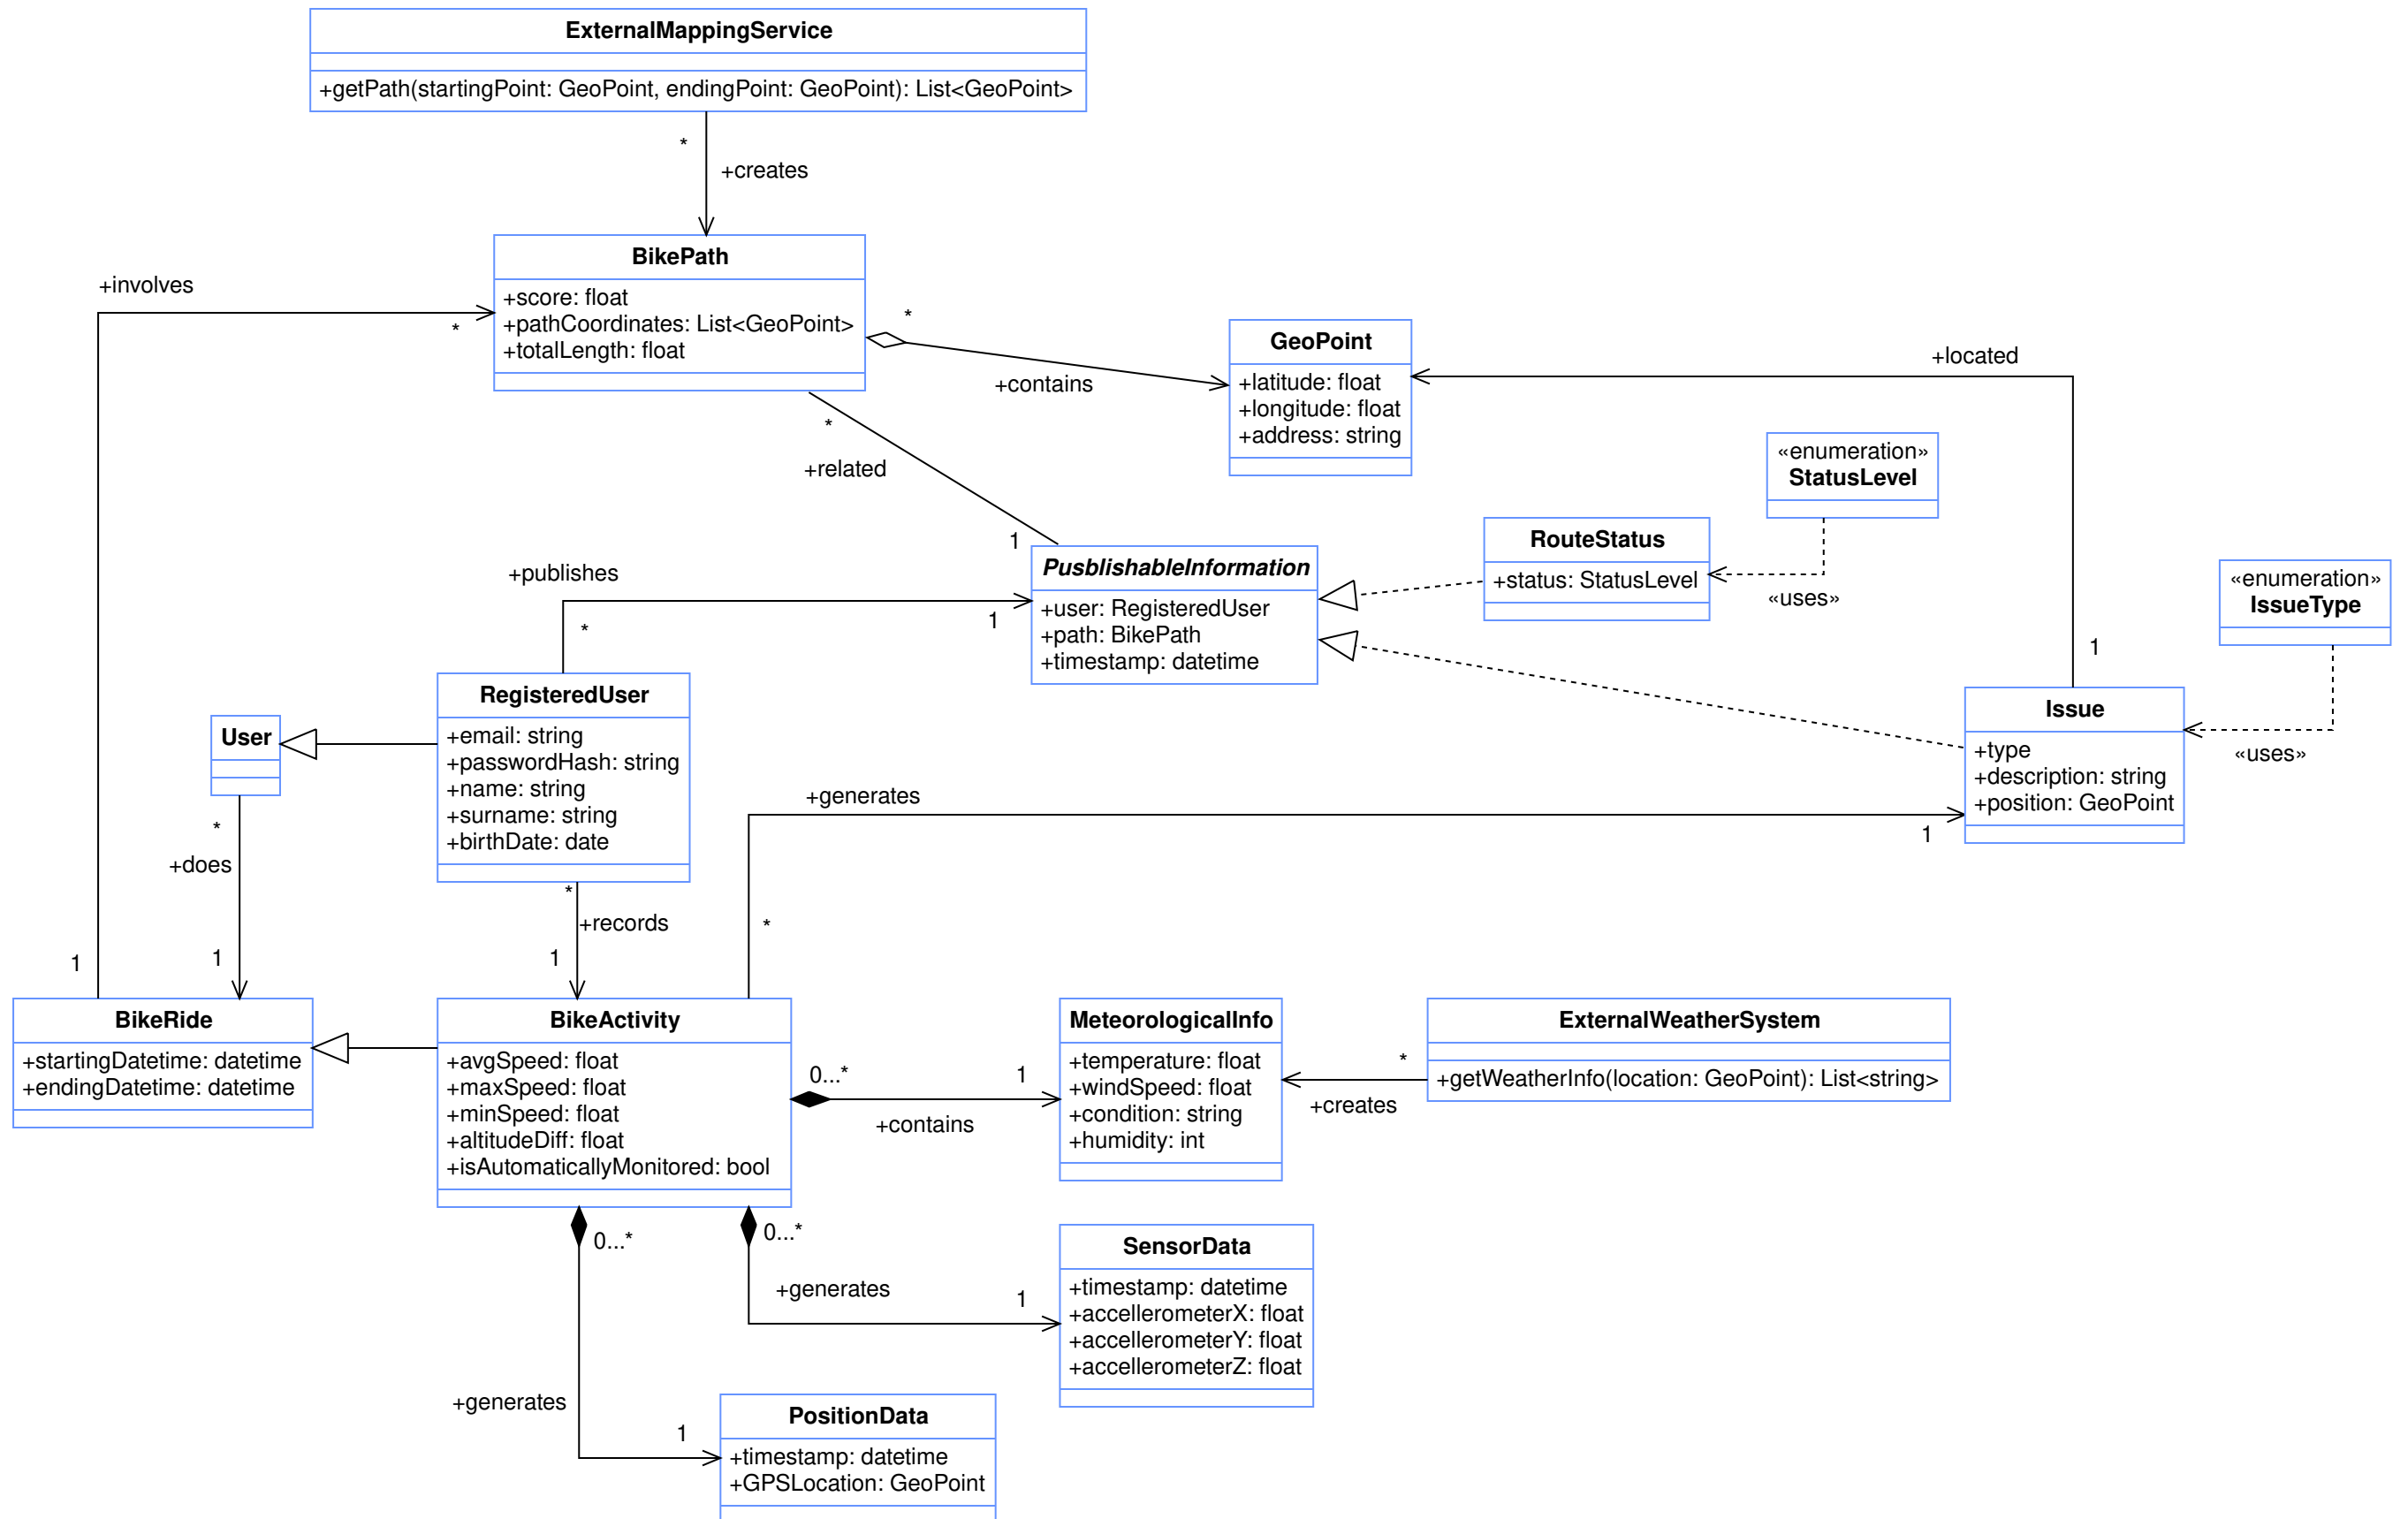 ExternalMappingService
+getPath(startingPoint: GeoPoint, endingPoint: GeoPoint): List<GeoPoint>
*
+creates
BikePath
+score: float
+pathCoordinates: List<GeoPoint>
+totalLength: float
+involves
*
*
+contains
GeoPoint
+latitude: float
+longitude: float
+address: string
+located
*
+related
1
«enumeration»
StatusLevel
RouteStatus
+status: StatusLevel
«uses»
«enumeration»
IssueType
+publishes
*
1
PusblishableInformation
+user: RegisteredUser
+path: BikePath
+timestamp: datetime
1
RegisteredUser
+email: string
+passwordHash: string
+name: string
+surname: string
+birthDate: date
User
Issue
+type
+description: string
+position: GeoPoint
«uses»
+generates
1
*
+does
1
*
+records
1
*
1
BikeRide
+startingDatetime: datetime
+endingDatetime: datetime
BikeActivity
+avgSpeed: float
+maxSpeed: float
+minSpeed: float
+altitudeDiff: float
+isAutomaticallyMonitored: bool
0...*
1
+contains
MeteorologicalInfo
+temperature: float
+windSpeed: float
+condition: string
+humidity: int
*
+creates
ExternalWeatherSystem
+getWeatherInfo(location: GeoPoint): List<string>
0...*
0...*
+generates
1
SensorData
+timestamp: datetime
+accellerometerX: float
+accellerometerY: float
+accellerometerZ: float
+generates
1
PositionData
+timestamp: datetime
+GPSLocation: GeoPoint